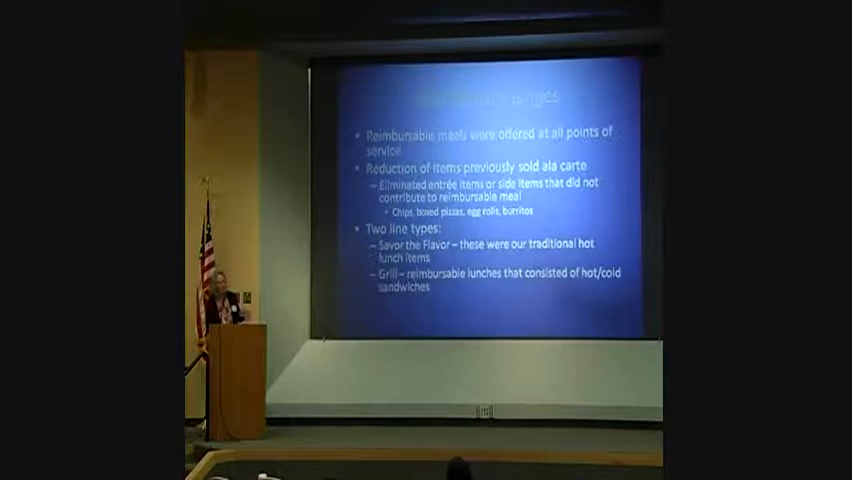 • Reimbursable meals were offered at all points of
service
• Reduction of items previously sold ala carte
– Eliminated entrée items or side items that did not
contribute to reimbursable meal
• Chips, boxed pizzas, egg rolls, burritos
• Two line types:
– Savor the Flavor – these were our traditional hot
lunch items
– Grill – reimbursable lunches that consisted of hot/cold
sandwiches